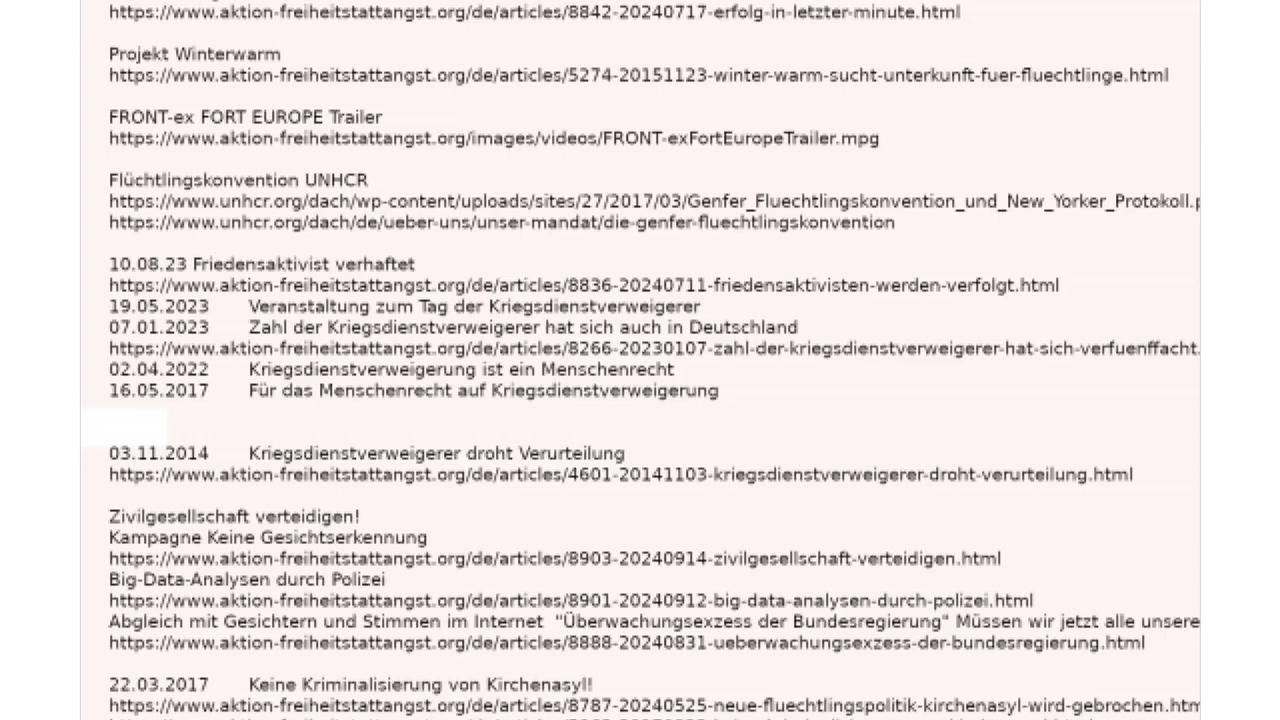 https://www.aktion-freiheitstattangst.org/de/articles/8842-20240717-erfolg-in-letzter-minute.html
Projekt Winterwarm
https://www.aktion-freiheitstattangst.org/de/articles/5274-20151123-winter-warm-sucht-unterkunft-fuer-fluechtlinge.html
FRONT-ex FORT EUROPE Trailer
https://www.aktion-freiheitstattangst.org/images/videos/FRONT-exFortEuropeTrailer.mpg
Flüchtlingskonvention UNHCR
https://www.unhcr.org/dach/wp-content/uploads/sites/27/2017/03/Genfer_Fluechtlingskonvention_und_New_Yorker_Protokoll.p
https://www.unhcr.org/dach/de/ueber-uns/unser-mandat/die-genfer-fluechtlingskonvention
10.08.23 Friedensaktivist verhaftet
https://www.aktion-freiheitstattangst.org/de/articles/8836-20240711-friedensaktivisten-werden-verfolgt.html
19.05.2023 Veranstaltung zum Tag der Kriegsdienstverweigerer
07.01.2023 Zahl der Kriegsdienstverweigerer hat sich auch in Deutschland
https://www.aktion-freiheitstattangst.org/de/articles/8266-20230107-zahl-der-kriegsdienstverweigerer-hat-sich-verfuenffacht.
02.04.2022 Kriegsdienstverweigerung ist ein Menschenrecht
16.05.2017 Für das Menschenrecht auf Kriegsdienstverweigerung
03.11.2014 Kriegsdienstverweigerer droht Verurteilung
https://www.aktion-freiheitstattangst.org/de/articles/4601-20141103-kriegsdienstverweigerer-droht-verurteilung.html
Zivilgesellschaft verteidigen!
Kampagne Keine Gesichtserkennung
https://www.aktion-freiheitstattangst.org/de/articles/8903-20240914-zivilgesellschaft-verteidigen.html
Big-Data-Analysen durch Polizei
https://www.aktion-freiheitstattangst.org/de/articles/8901-20240912-big-data-analysen-durch-polizei.html
Abgleich mit Gesichtern und Stimmen im Internet "Überwachungsexzess der Bundesregierung" Müssen wir jetzt alle unsere
https://www.aktion-freiheitstattangst.org/de/articles/8888-20240831-ueberwachungsexzess-der-bundesregierung.html
22.03.2017 Keine Kriminalisierung von Kirchenasyl!
https://www.aktion-freiheitstattangst.org/de/articles/8787-20240525-neue-fluechtlingspolitik-kirchenasyl-wird-gebrochen.htm